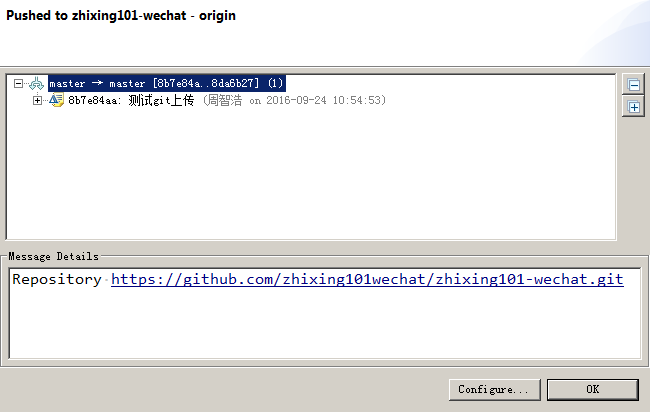 Pushed to zhixing101-wechat - origin
master → master [8b7e84a..8da6b27] (1)
8b7e84aa: 测试git上传 (周智浩 on 2016-09-24 10:54:53)
Message Details
Repository https://github.com/zhixing101wechat/zhixing101-wechat.git
Configure... OK